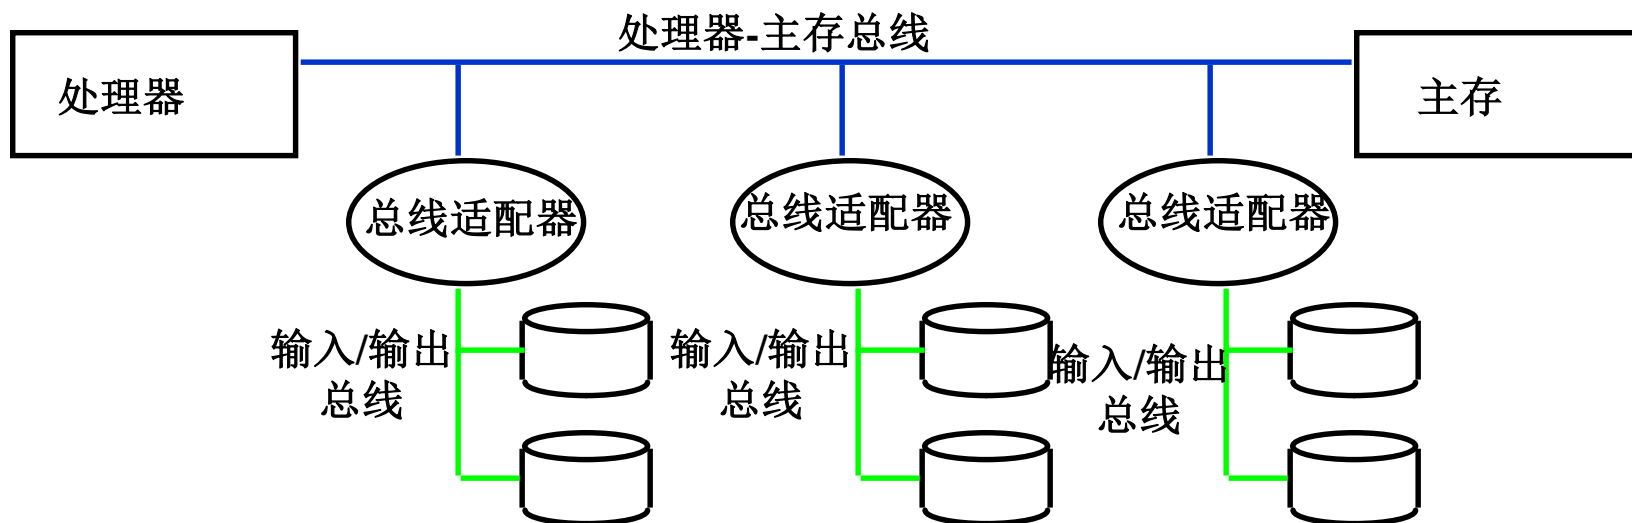 处理器-主存总线
处理器
主存
总线适配器
总线适配器
总线适配器
输入/输出
总线
输入/输出
总线
输入/输出
总线